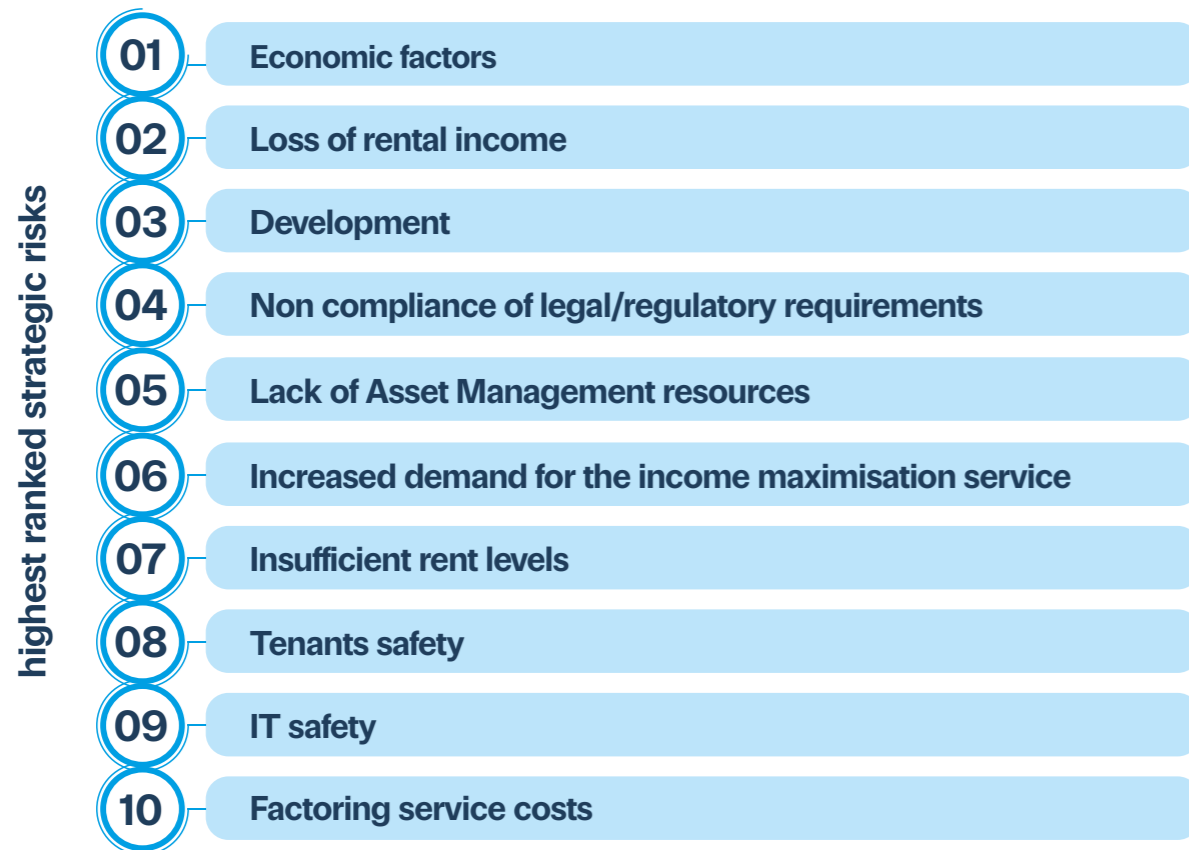 highest ranked strategic risks
01 Economic factors
02 Loss of rental income
03 Development
04 Non compliance of legal/regulatory requirements
05 Lack of Asset Management resources
06 Increased demand for the income maximisation service
07 Insufficient rent levels
08 Tenants safety
09 IT safety
10 Factoring service costs